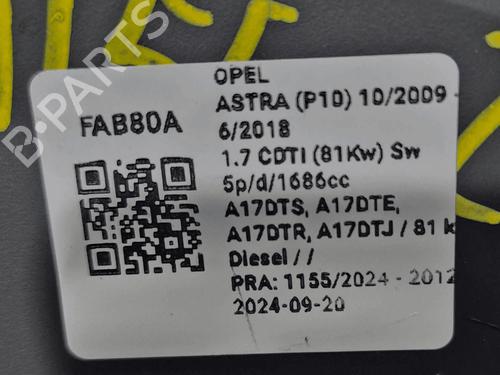 B-PARTS
OPEL
ASTRA (P10) 10/2009 -
6/2018
FAB80A
1.7 CDTI (81Kw) Sw
5p/d/1686cc
A17DTS, A17DTE,
A17DTR, A17DTJ / 81 k
Diesel / /
PRA: 1155/2024 - 2012
2024-09-20